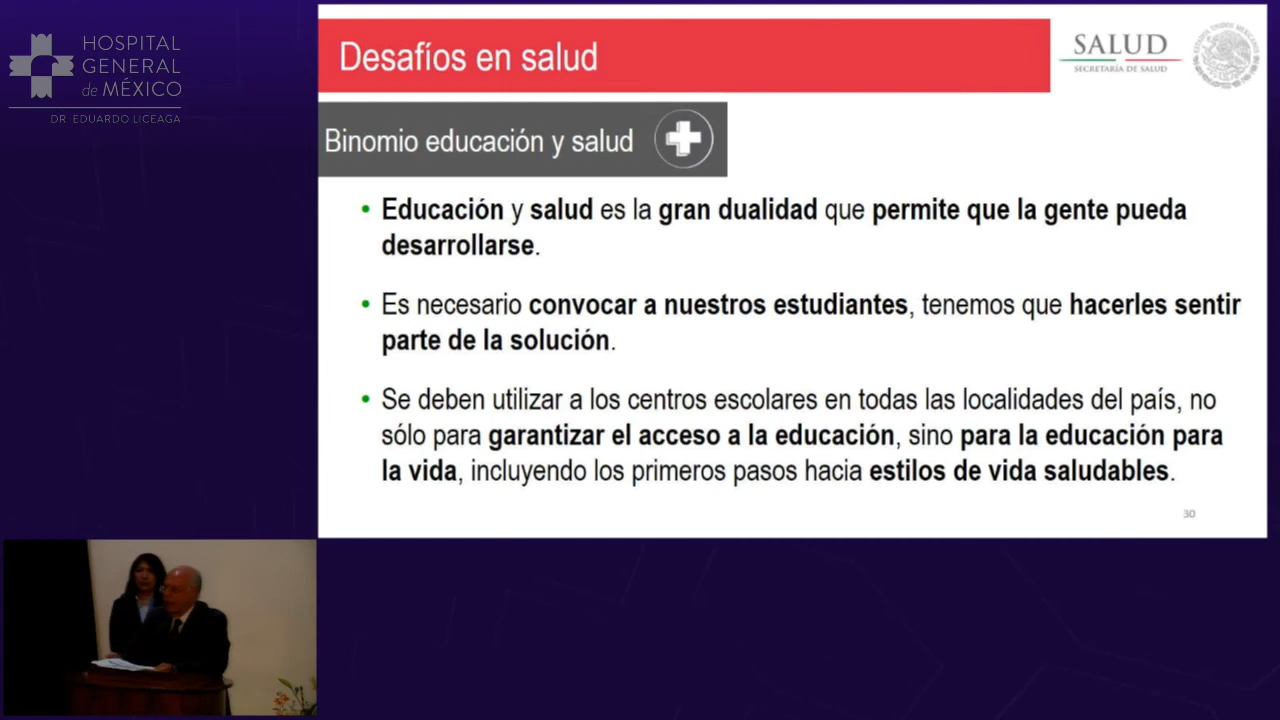 HOSPITAL
GENERAL
de MÉXICO
DR. EDUARDO LICEAGA
Desafíos en salud
SALUD
SECRETARÍA DE SALUD
Binomio educación y salud
• Educación y salud es la gran dualidad que permite que la gente pueda
desarrollarse.
• Es necesario convocar a nuestros estudiantes, tenemos que hacerles sentir
parte de la solución.
• Se deben utilizar a los centros escolares en todas las localidades del país, no
sólo para garantizar el acceso a la educación, sino para la educación para
la vida, incluyendo los primeros pasos hacia estilos de vida saludables.
30